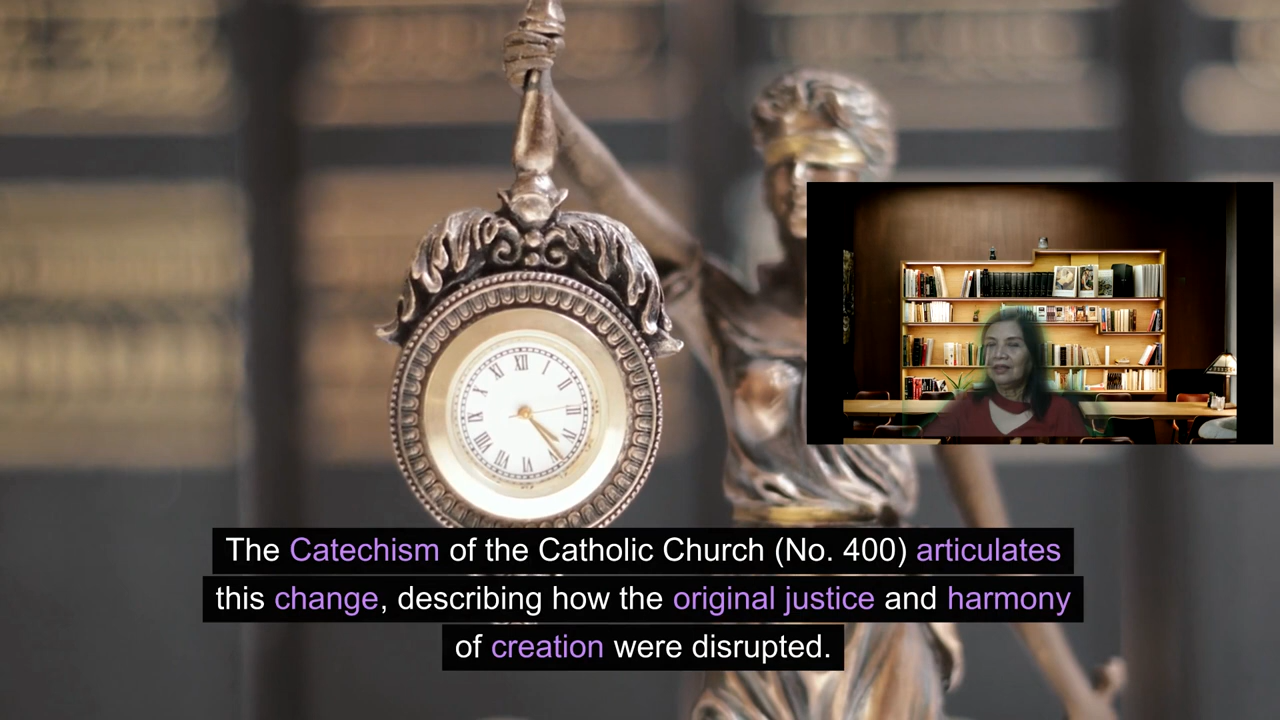 The Catechism of the Catholic Church (No. 400) articulates
this change, describing how the original justice and harmony
of creation were disrupted.